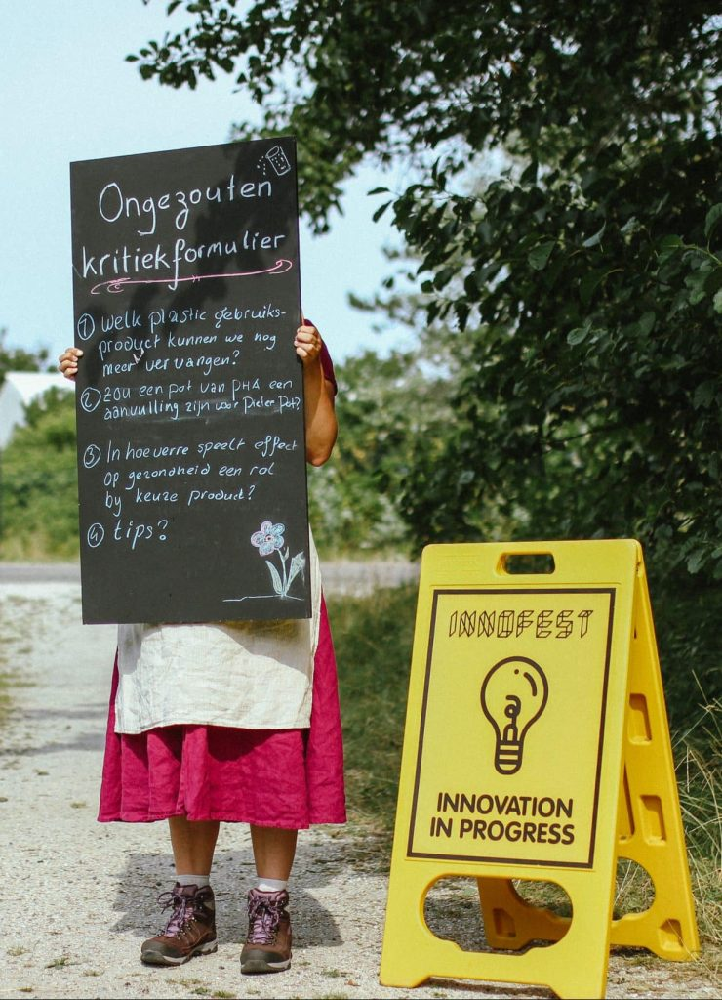 Ongezouten
kritiekformulier
① Welk plastic gebruiks-
product kunnen we nog
meer vervangen?
② zou een pot van PHA een
aanvulling zijn voor Pieter Pot?
③ In hoeverre speelt effect
op gezondheid een rol
by keuze product?
④ tips?
INNOFEST
INNOVATION
IN PROGRESS